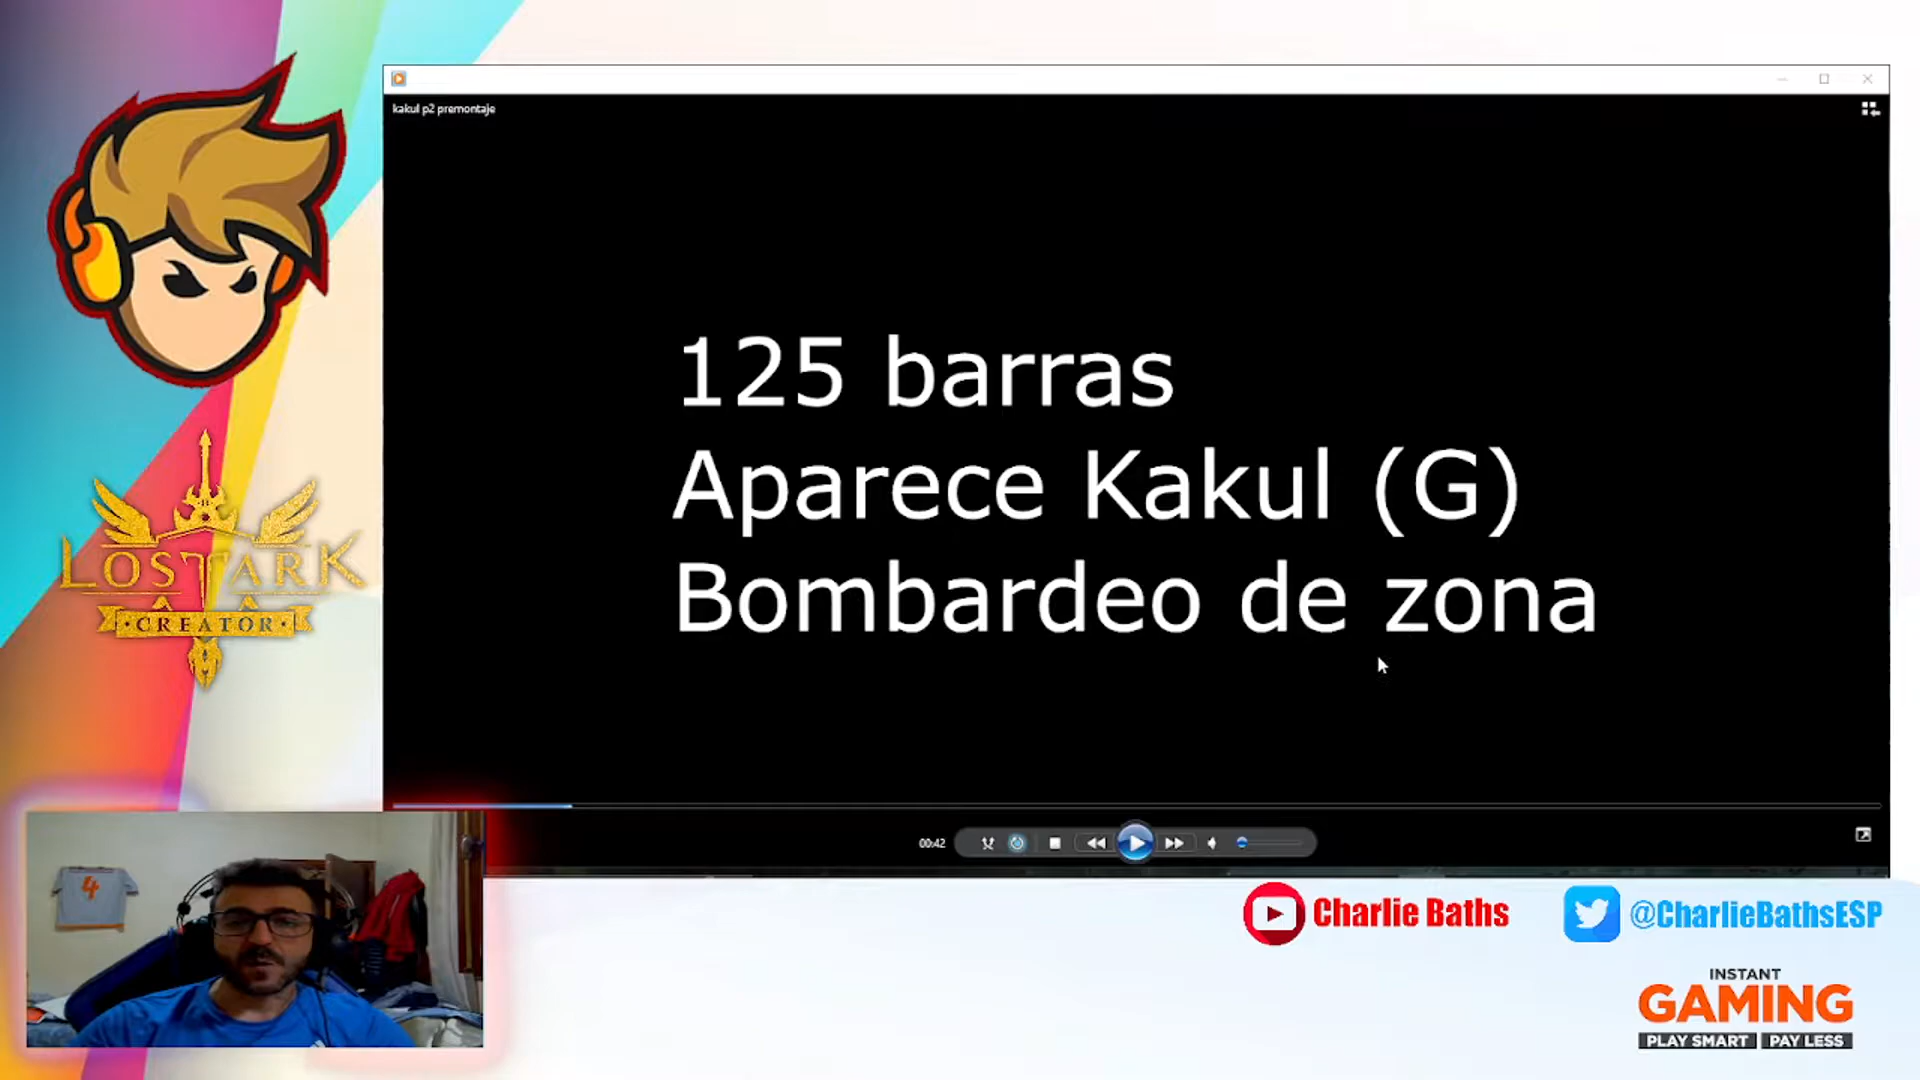 kakul p2 premontaje
125 barras
Aparece Kakul (G)
Bombardeo de zona
LOST ARK
·CREATOR·
00:42
4
Charlie Baths
@CharlieBathsESP
INSTANT
GAMING
PLAY SMART PAY LESS